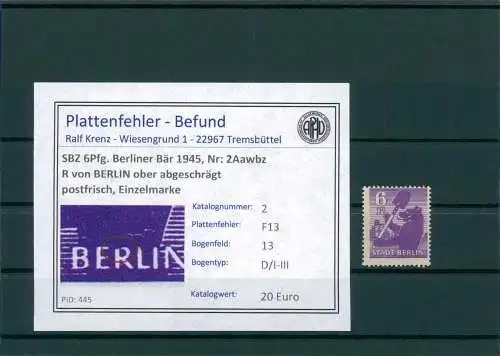 Plattenfehler - Befund
Ralf Krenz - Wiesengrund 1 - 22967 Tremsbüttel
SBZ 6Pfg. Berliner Bär 1945, Nr: 2Aawbz
R von BERLIN ober abgeschrägt
postfrisch, Einzelmarke
Katalognummer: 2
Plattenfehler: F13
Bogenfeld: 13
Bogentyp: D/I-III
Katalogwert: 20 Euro
BERLIN
PID: 445
6
STADT BERLIN